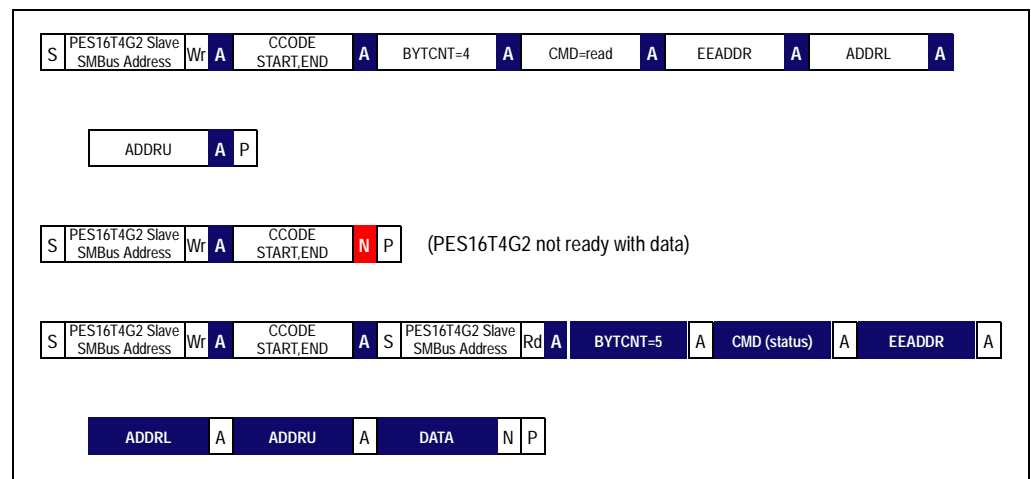 S PES16T4G2 Slave SMBus Address Wr A CCODE START,END A BYTCNT=4 A CMD=read A EEADDR A ADDRL A
ADDRU A P
S PES16T4G2 Slave SMBus Address Wr A CCODE START,END N P (PES16T4G2 not ready with data)
S PES16T4G2 Slave SMBus Address Wr A CCODE START,END A S PES16T4G2 Slave SMBus Address Rd A BYTCNT=5 A CMD (status) A EEADDR A
ADDRL A ADDRU A DATA N P